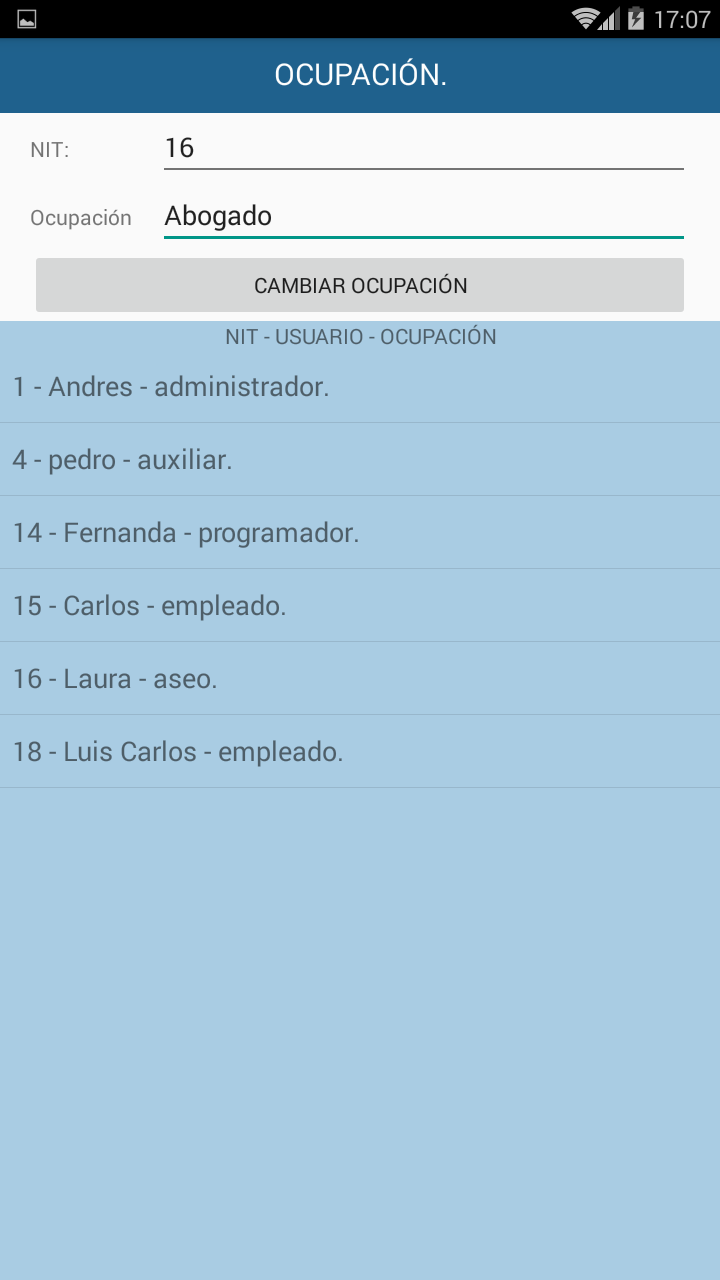 17:07
OCUPACIÓN.
NIT: 16
Ocupación Abogado
CAMBIAR OCUPACIÓN
NIT - USUARIO - OCUPACIÓN
1 - Andres - administrador.
4 - pedro - auxiliar.
14 - Fernanda - programador.
15 - Carlos - empleado.
16 - Laura - aseo.
18 - Luis Carlos - empleado.